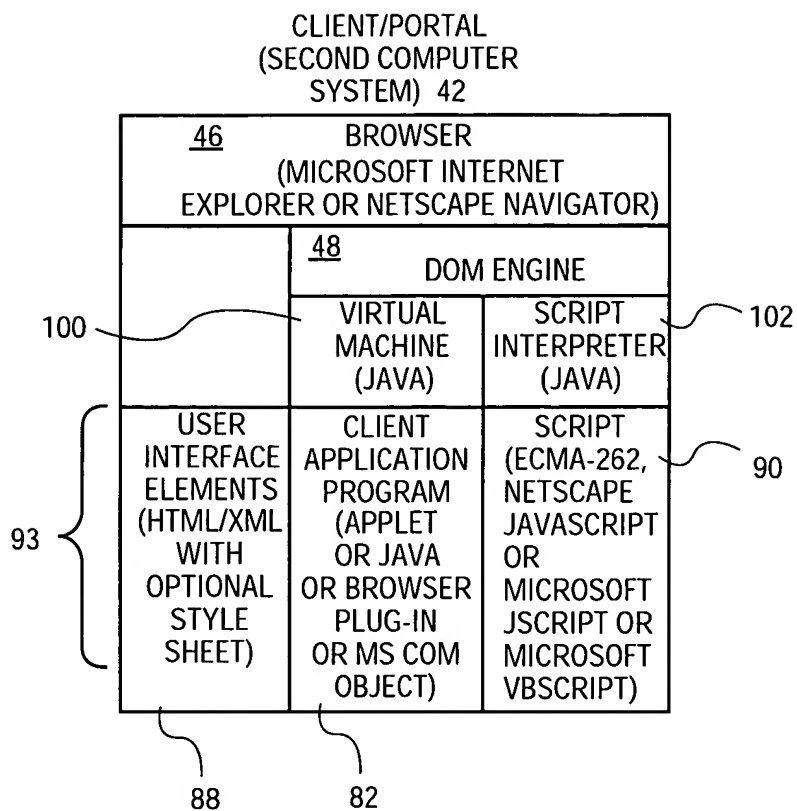 CLIENT/PORTAL
(SECOND COMPUTER
SYSTEM) 42
46 BROWSER
(MICROSOFT INTERNET
EXPLORER OR NETSCAPE NAVIGATOR)
48
DOM ENGINE
100
VIRTUAL
MACHINE
(JAVA)
SCRIPT
INTERPRETER
(JAVA)
102
93
USER
INTERFACE
ELEMENTS
(HTML/XML
WITH
OPTIONAL
STYLE
SHEET)
CLIENT
APPLICATION
PROGRAM
(APPLET
OR JAVA
OR BROWSER
PLUG-IN
OR MS COM
OBJECT)
SCRIPT
(ECMA-262,
NETSCAPE
JAVASCRIPT
OR
MICROSOFT
JSCRIPT OR
MICROSOFT
VBSCRIPT)
90
88
82